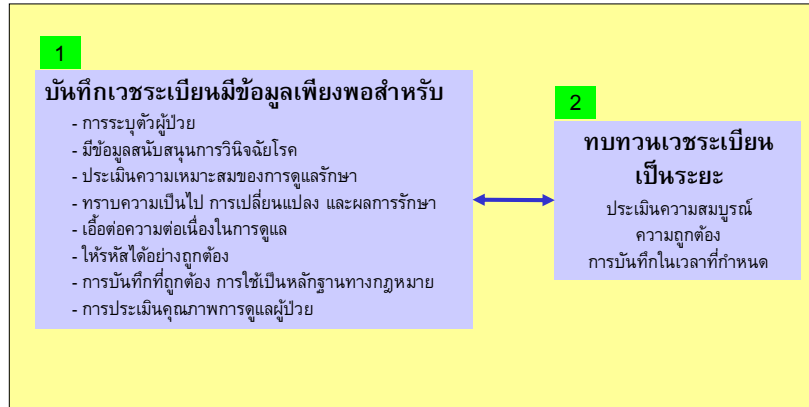 1
บันทึกเวชระเบียนมีข้อมูลเพียงพอสำหรับ
- การระบุตัวผู้ป่วย
- มีข้อมูลสนับสนุนการวินิจฉัยโรค
- ประเมินความเหมาะสมของการดูแลรักษา
- ทราบความเป็นไป การเปลี่ยนแปลง และผลการรักษา
- เอื้อต่อความต่อเนื่องในการดูแล
- ให้รหัสได้อย่างถูกต้อง
- การบันทึกที่ถูกต้อง การใช้เป็นหลักฐานทางกฎหมาย
- การประเมินคุณภาพการดูแลผู้ป่วย
2
ทบทวนเวชระเบียน
เป็นระยะ
ประเมินความสมบูรณ์
ความถูกต้อง
การบันทึกในเวลาที่กำหนด